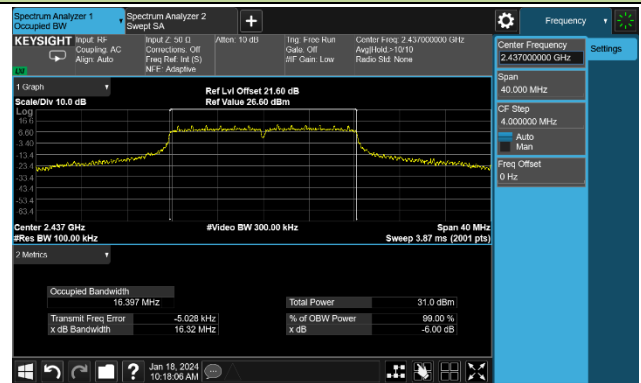 Spectrum Analyzer 1
Occupied BW
Spectrum Analyzer 2
Swept SA
Frequency
KEYSIGHT
Input: RF
Coupling: AC
Align: Auto
Input Z: 50 Ω
Corrections: Off
Freq Ref: Int (S)
NFE: Adaptive
Atten: 10 dB
Trig: Free Run
Gate: Off
#IF Gain: Low
Center Freq: 2.437000000 GHz
Avg|Hold:>10/10
Radio Std: None
Center Frequency
2.437000000 GHz
Settings
Span
40.000 MHz
CF Step
4.000000 MHz
Auto
Man
Freq Offset
0 Hz
1 Graph
Scale/Div 10.0 dB
Ref Lvl Offset 21.60 dB
Ref Value 26.60 dBm
Log
16.6
6.60
-3.40
-13.4
-23.4
-33.4
-43.4
-53.4
-63.4
Center 2.437 GHz
#Res BW 100.00 kHz
#Video BW 300.00 kHz
Span 40 MHz
Sweep 3.87 ms (2001 pts)
2 Metrics
Occupied Bandwidth
16.397 MHz
Total Power 31.0 dBm
Transmit Freq Error -5.028 kHz
% of OBW Power 99.00 %
x dB Bandwidth 16.32 MHz
x dB -6.00 dB
?
Jan 18, 2024
10:18:06 AM